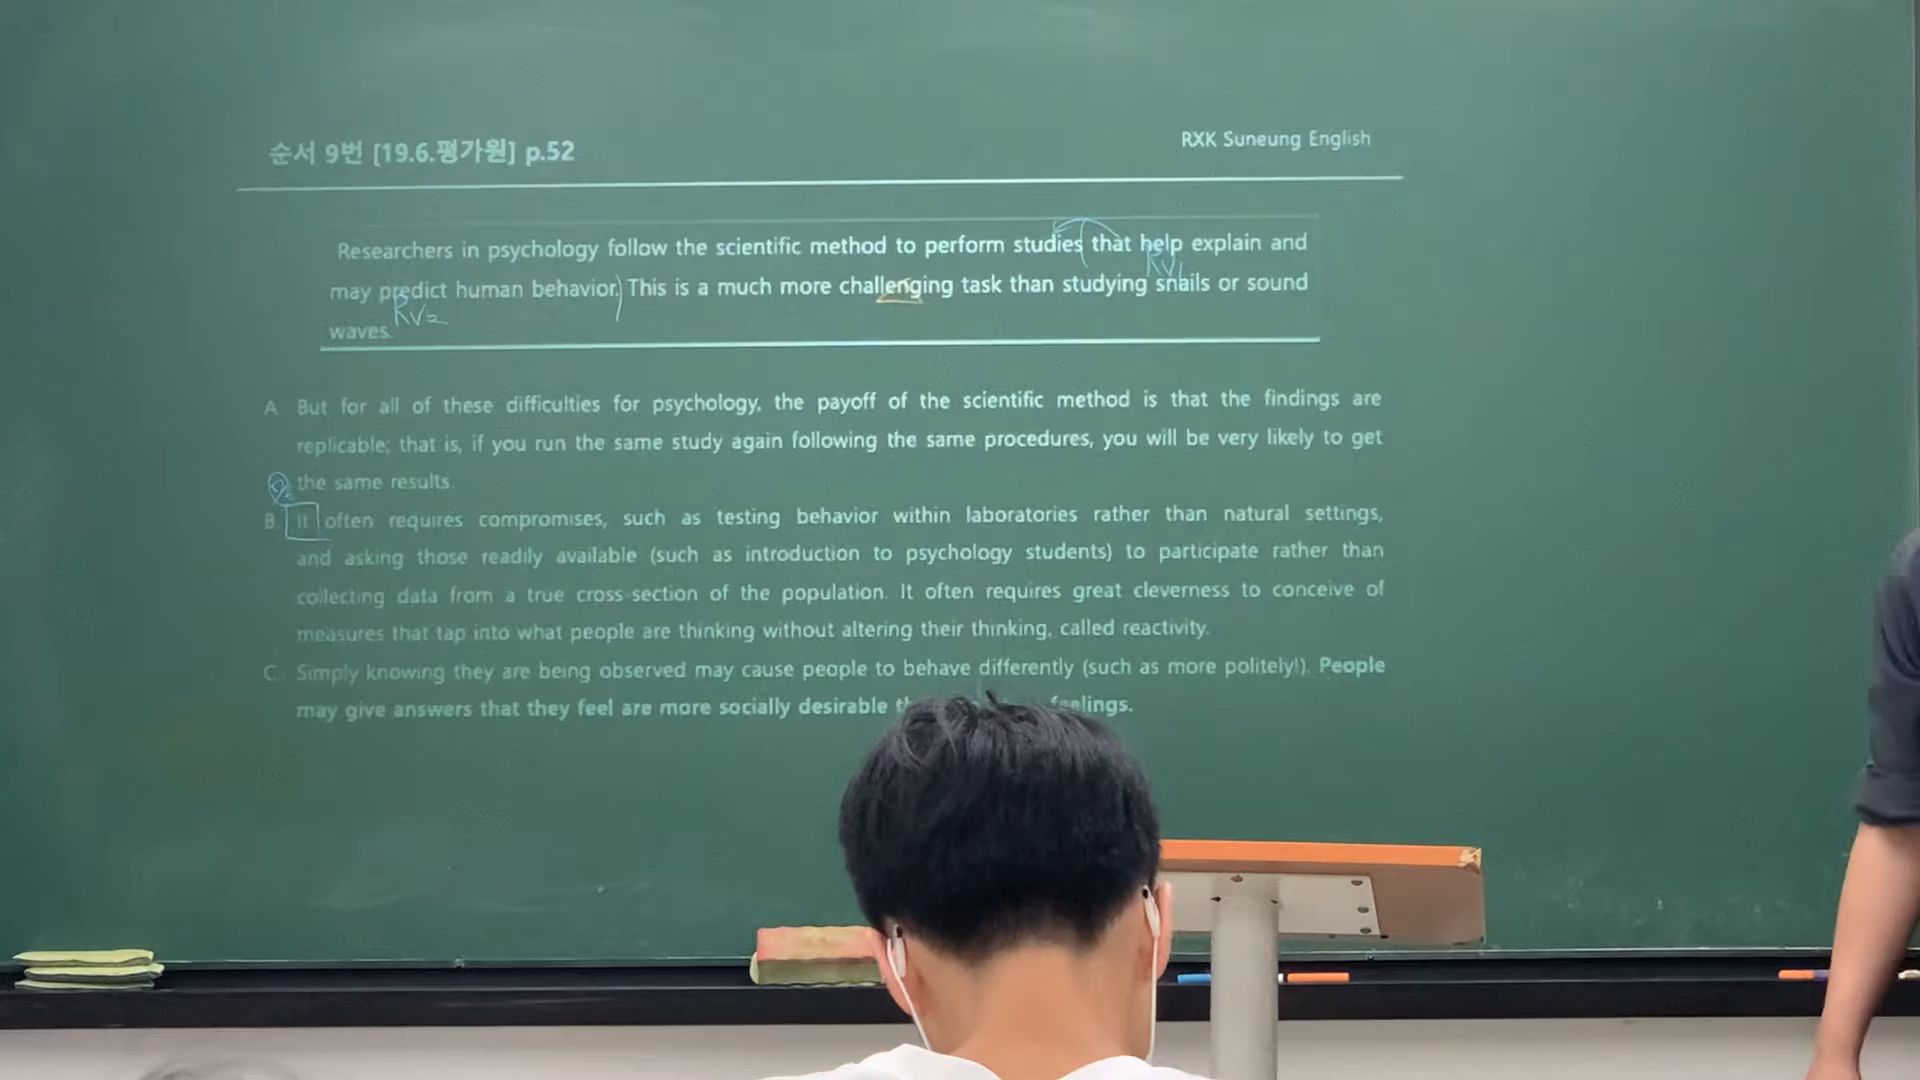 순서 9번 [19.6.평가원] p.52
RXK Suneung English
Researchers in psychology follow the scientific method to perform studies that help explain and
may predict human behavior. This is a much more challenging task than studying snails or sound
RV1
RV2
waves.
A. But for all of these difficulties for psychology, the payoff of the scientific method is that the findings are
replicable; that is, if you run the same study again following the same procedures, you will be very likely to get
the same results.
B. It often requires compromises, such as testing behavior within laboratories rather than natural settings,
and asking those readily available (such as introduction to psychology students) to participate rather than
collecting data from a true cross-section of the population. It often requires great cleverness to conceive of
measures that tap into what people are thinking without altering their thinking, called reactivity.
C. Simply knowing they are being observed may cause people to behave differently (such as more politely!). People
may give answers that they feel are more socially desirable feelings.